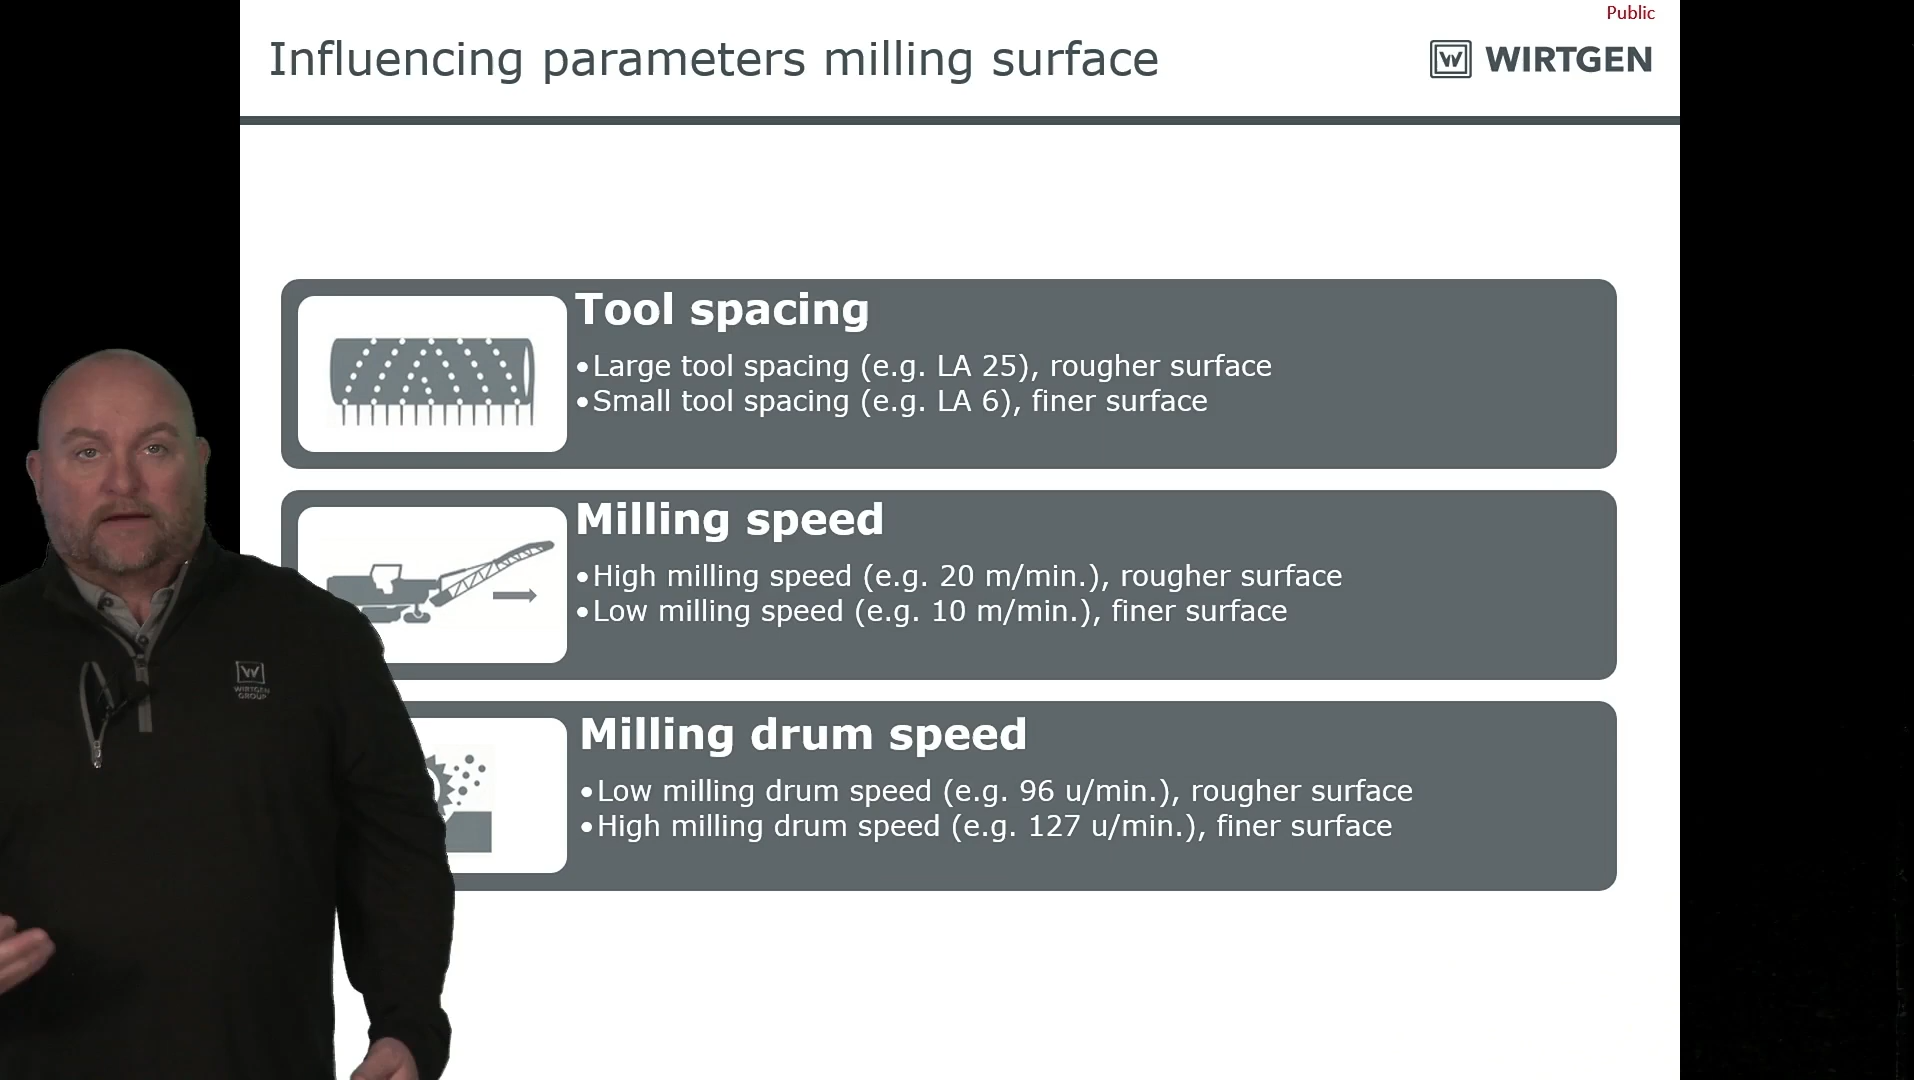 Public
Influencing parameters milling surface
W WIRTGEN
Tool spacing
•Large tool spacing (e.g. LA 25), rougher surface
•Small tool spacing (e.g. LA 6), finer surface
Milling speed
•High milling speed (e.g. 20 m/min.), rougher surface
•Low milling speed (e.g. 10 m/min.), finer surface
Milling drum speed
•Low milling drum speed (e.g. 96 u/min.), rougher surface
•High milling drum speed (e.g. 127 u/min.), finer surface
W
WIRTGEN
GROUP